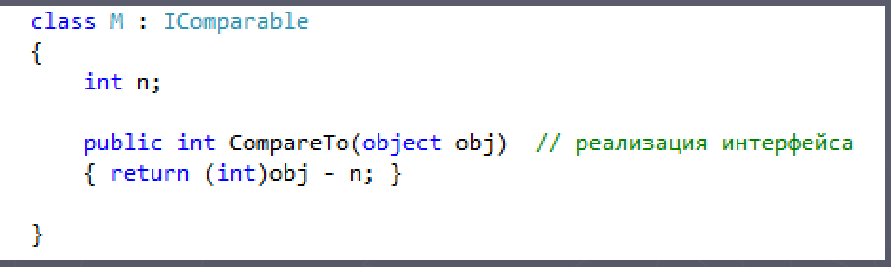 class M : IComparable
{
    int n;
    public int CompareTo(object obj)  // реализация интерфейса
    { return (int)obj - n; }
}